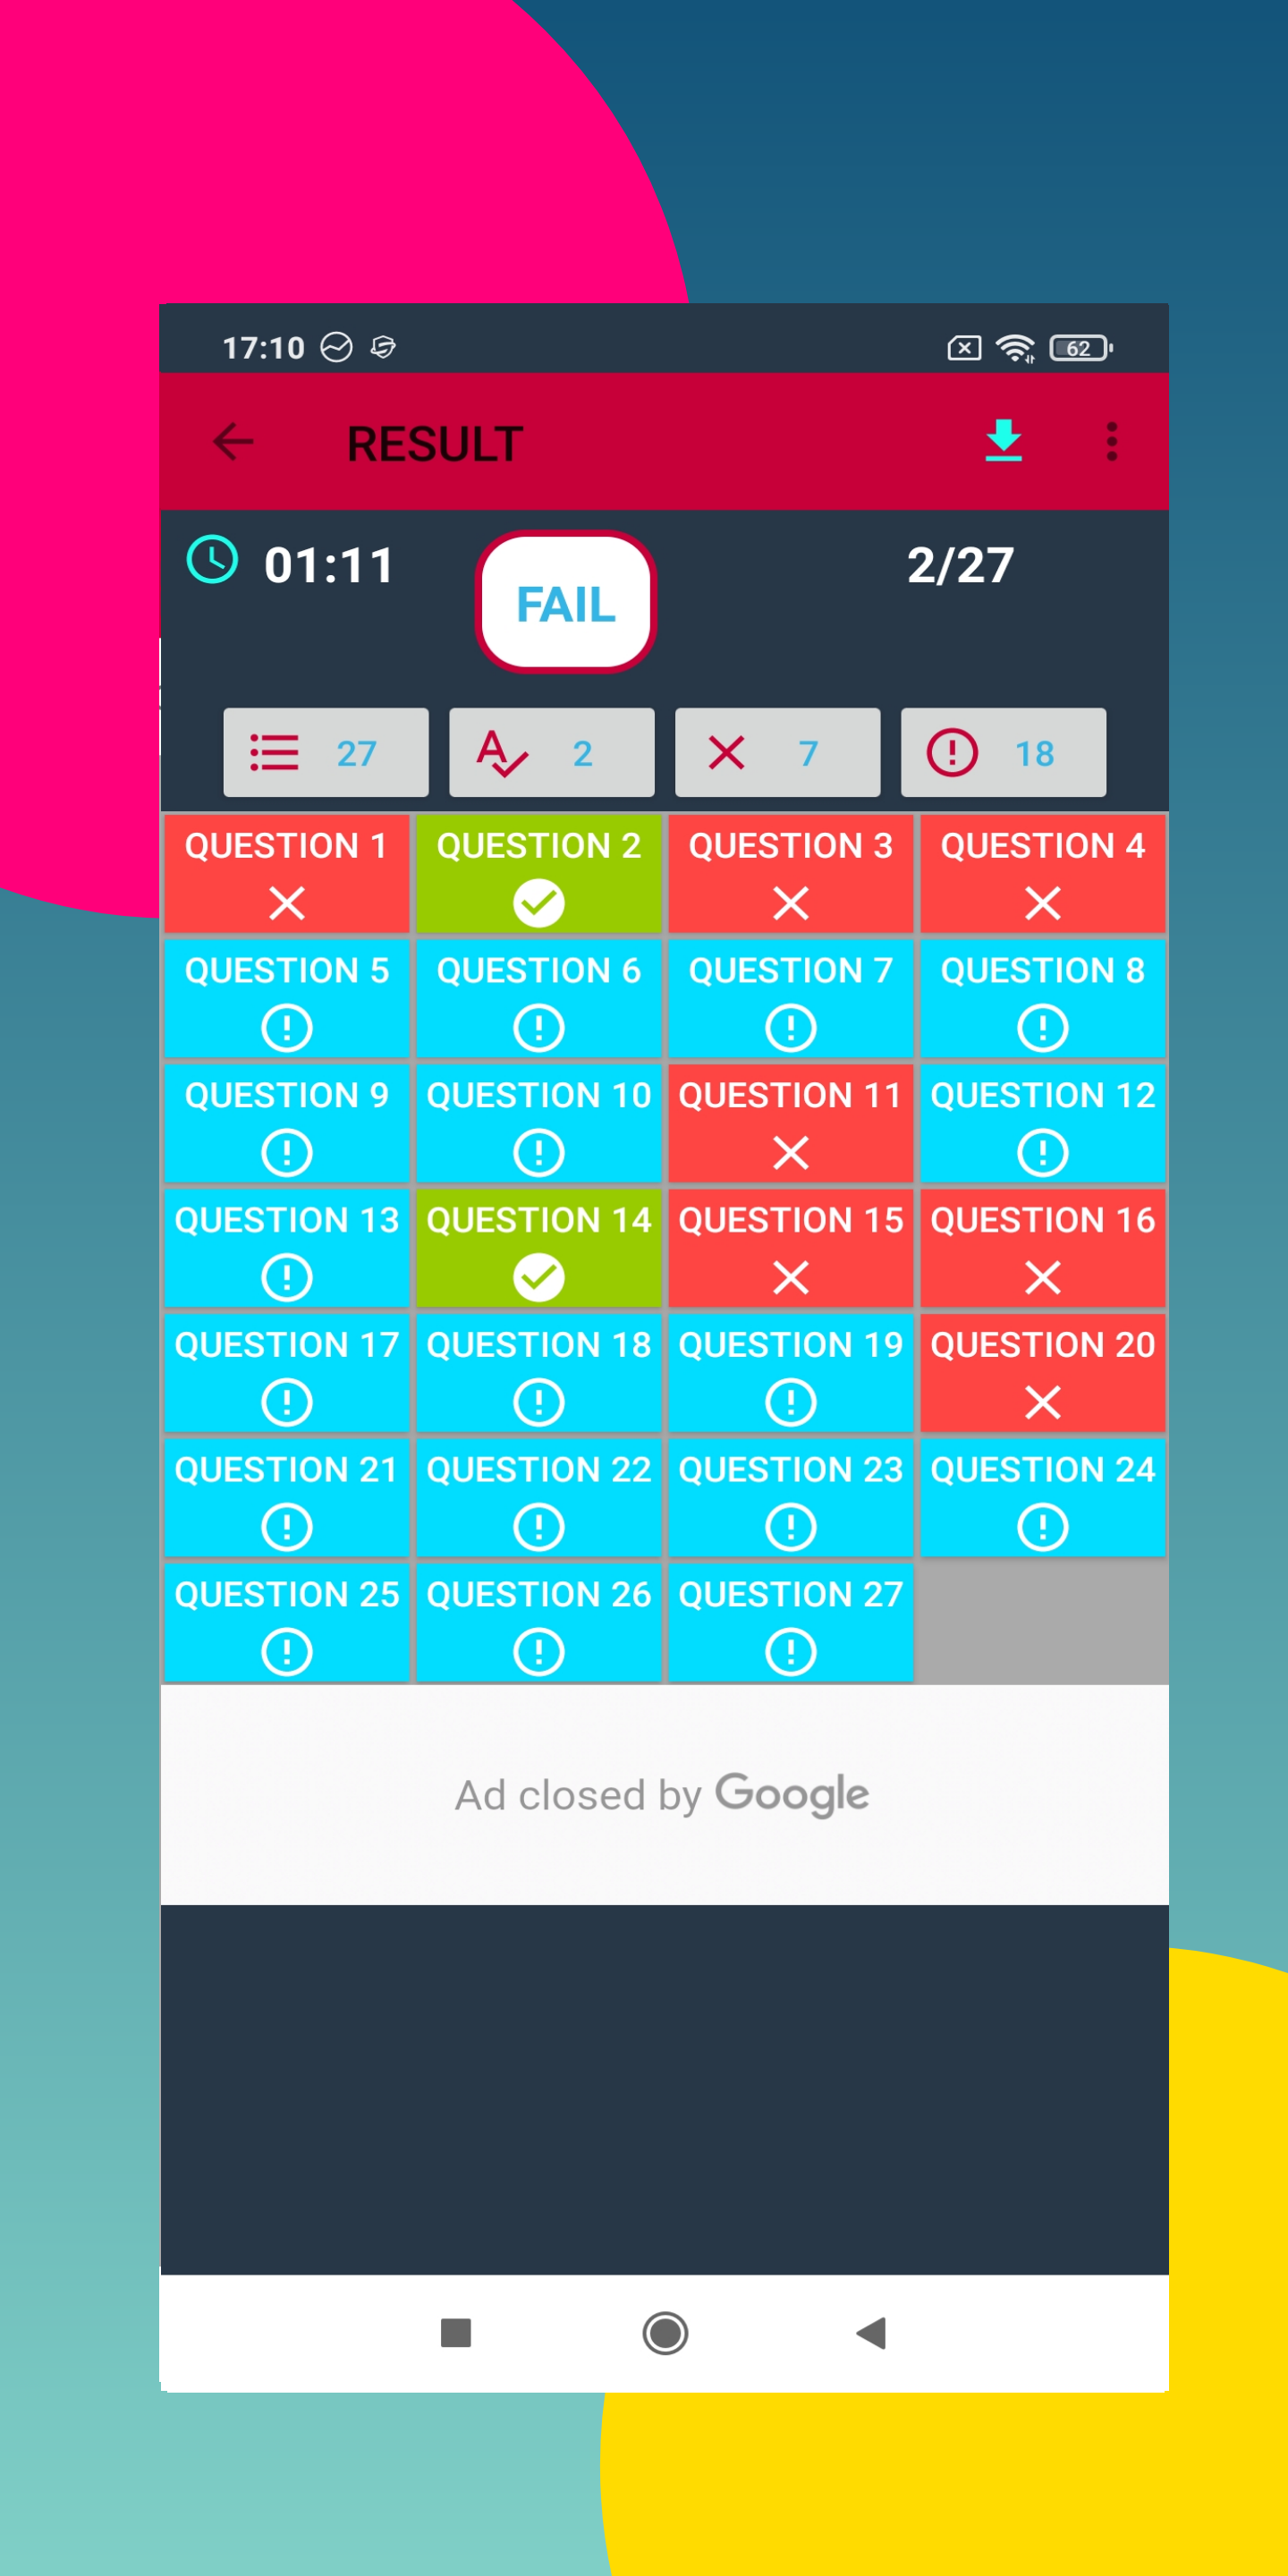 17:10 62
RESULT
01:11 FAIL 2/27
27 2 7 18
QUESTION 1 QUESTION 2 QUESTION 3 QUESTION 4
QUESTION 5 QUESTION 6 QUESTION 7 QUESTION 8
QUESTION 9 QUESTION 10 QUESTION 11 QUESTION 12
QUESTION 13 QUESTION 14 QUESTION 15 QUESTION 16
QUESTION 17 QUESTION 18 QUESTION 19 QUESTION 20
QUESTION 21 QUESTION 22 QUESTION 23 QUESTION 24
QUESTION 25 QUESTION 26 QUESTION 27
Ad closed by Google